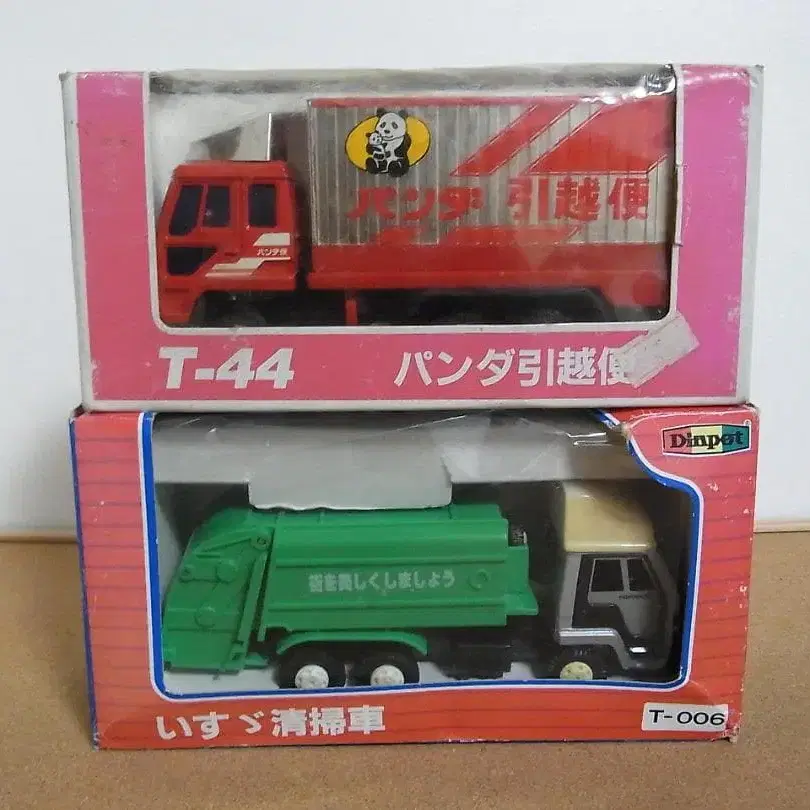 パンダ 引越便
パンダ便
T-44 パンダ引越便
Dinpot
街を美しくしましょう
いすゞ清掃車
T-006